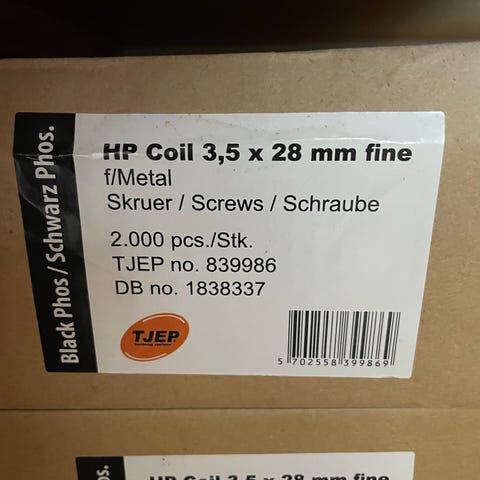 Black Phos / Schwarz Phos.
HP Coil 3,5 x 28 mm fine
f/Metal
Skruer / Screws / Schraube
2.000 pcs./Stk.
TJEP no. 839986
DB no. 1838337
TJEP
5 702558 399869
os.
HP Coil 3,5 x 28 mm fine